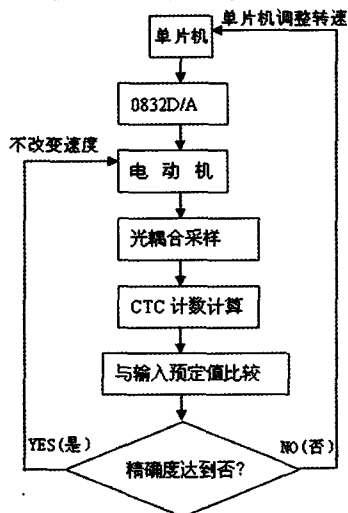 单片机调整转速
单片机
0832D/A
不改变速度
电 动 机
光耦合采样
CTC 计数计算
与输入预定值比较
YES(是)
NO(否)
精确度达到否?